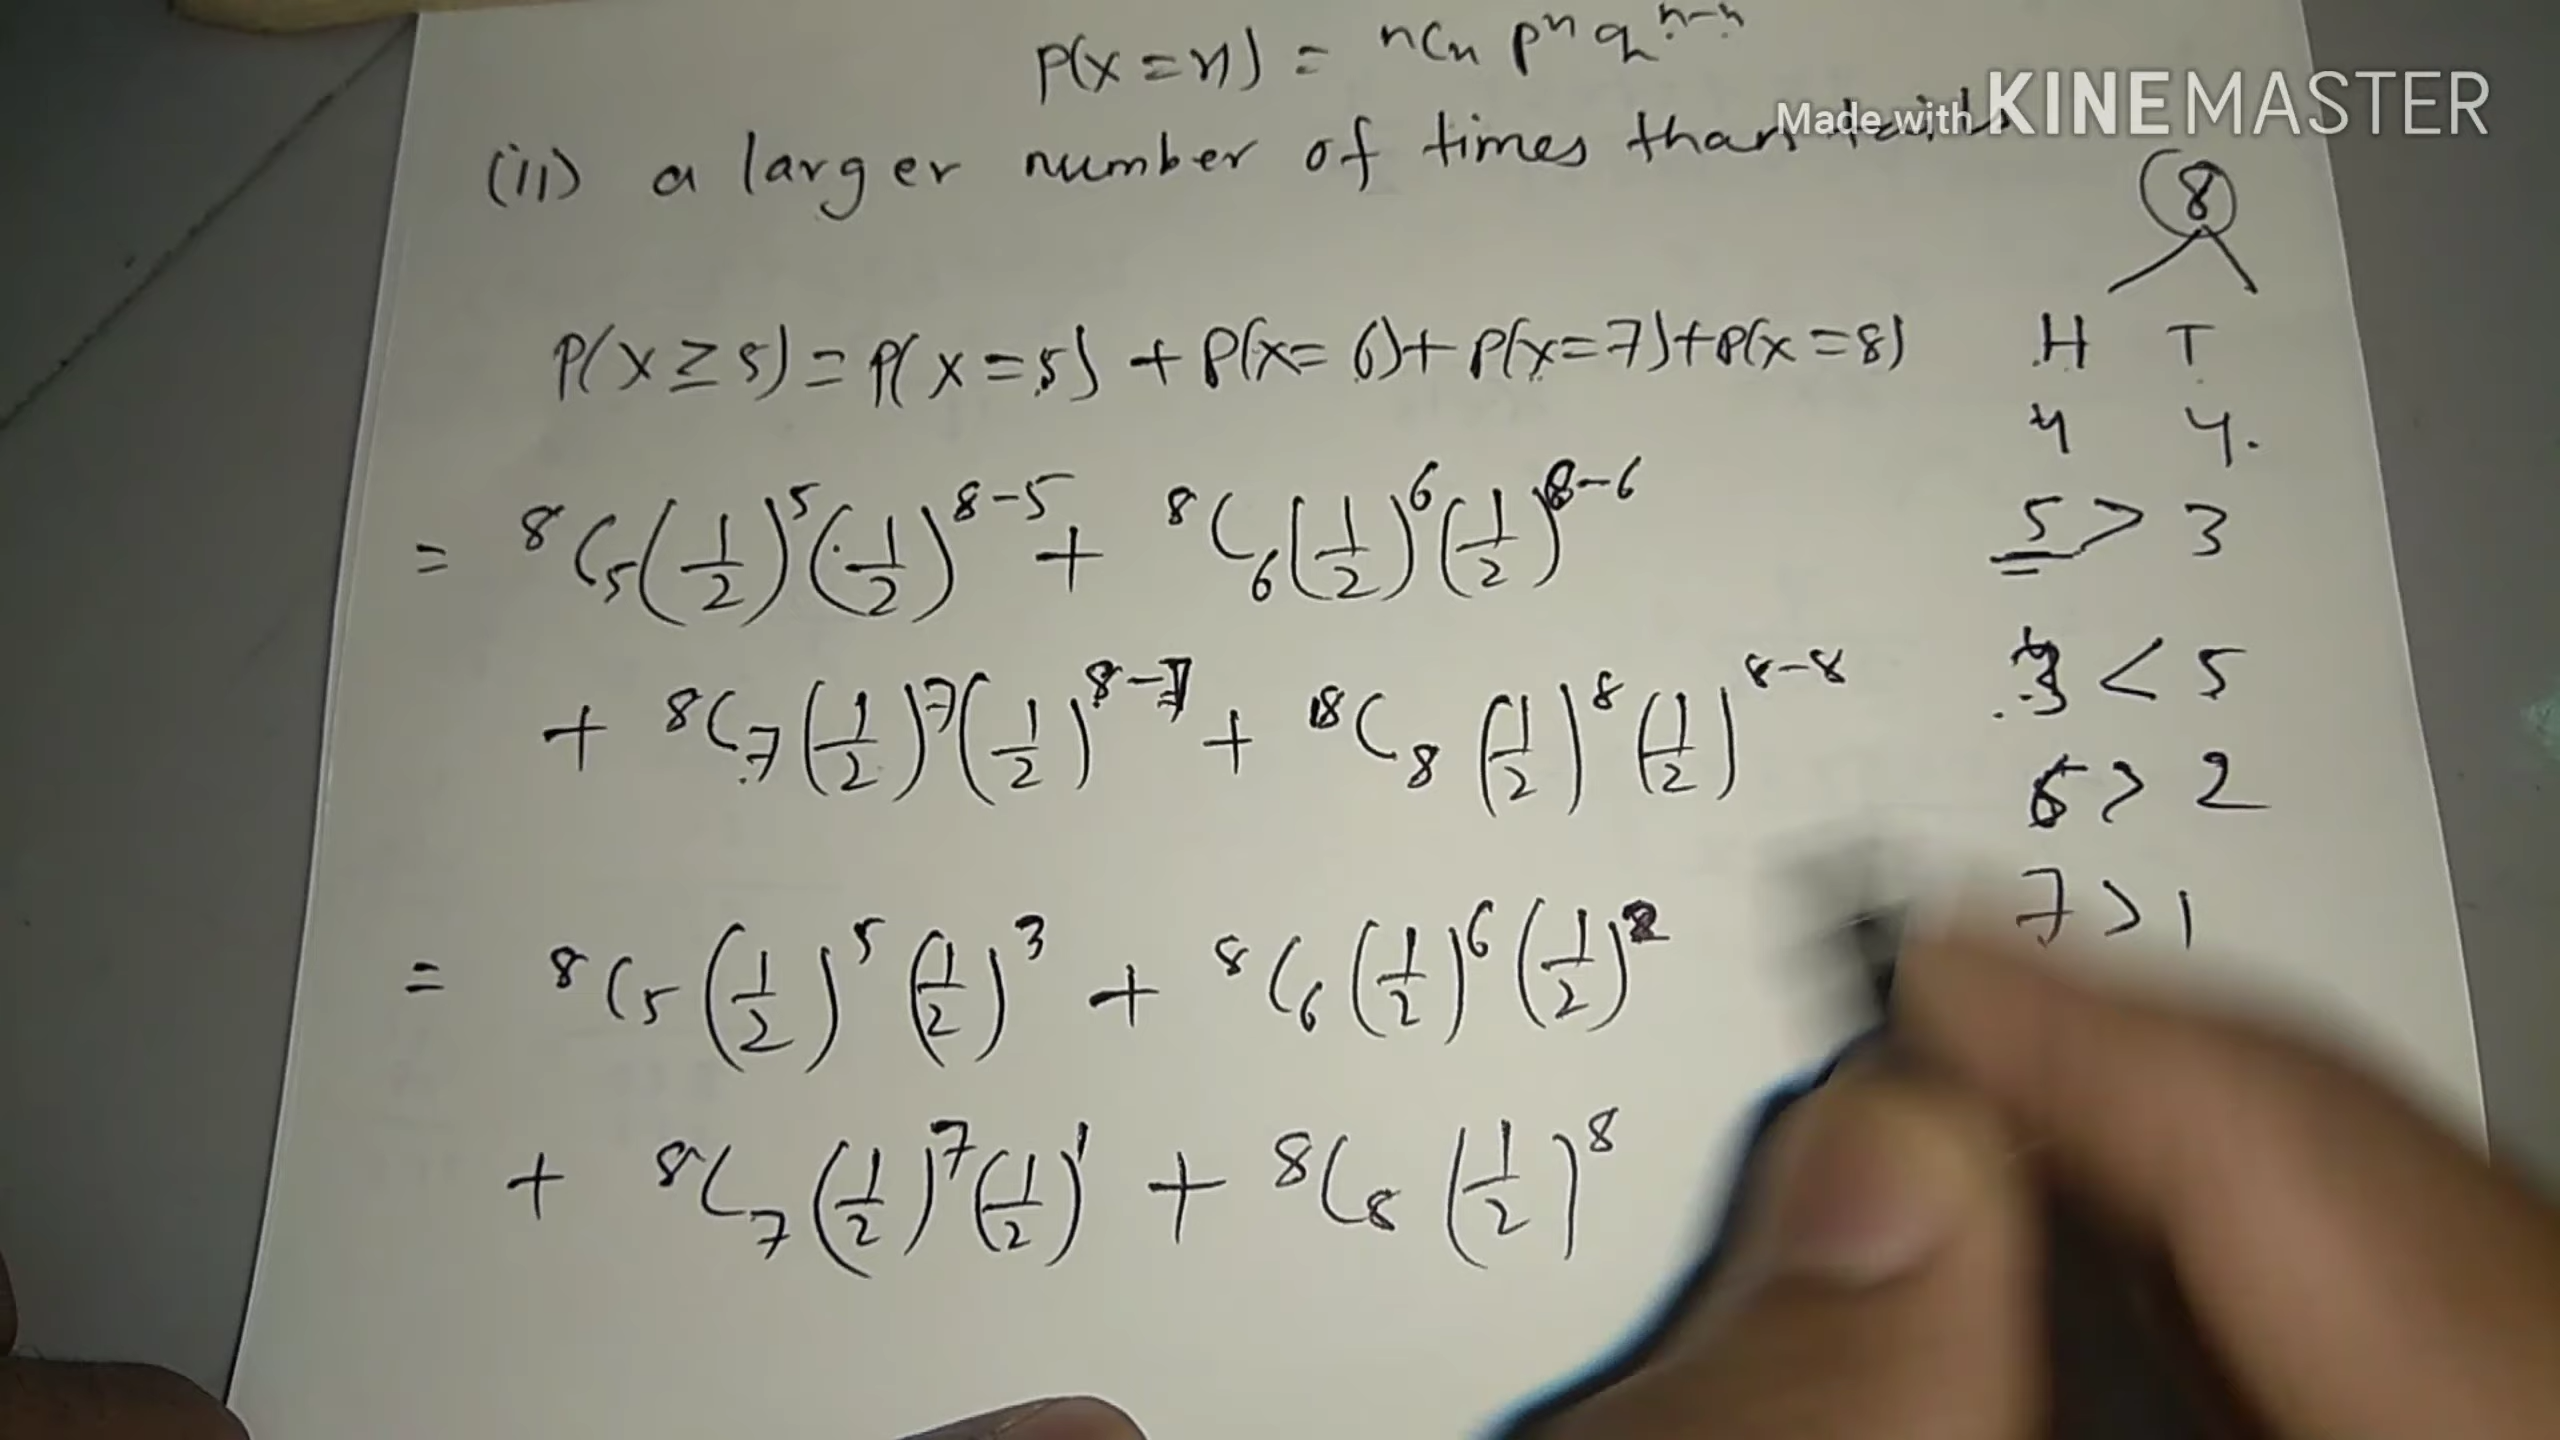 P(x=x) = nCx p^x q^n-x
Made with KINEMASTER
(ii) a larger number of times than tails
8
P(X ≥ 5) = P(X = 5) + P(X = 6) + P(X = 7) + P(X = 8)
H T
4 4.
= 8C5 (1/2)^5 (1/2)^8-5 + 8C6 (1/2)^6 (1/2)^8-6
5 > 3
+ 8C7 (1/2)^7 (1/2)^8-7 + 8C8 (1/2)^8 (1/2)^8-8
3 < 5
6 > 2
7 > 1
= 8C5 (1/2)^5 (1/2)^3 + 8C6 (1/2)^6 (1/2)^2
+ 8C7 (1/2)^7 (1/2)^1 + 8C8 (1/2)^8